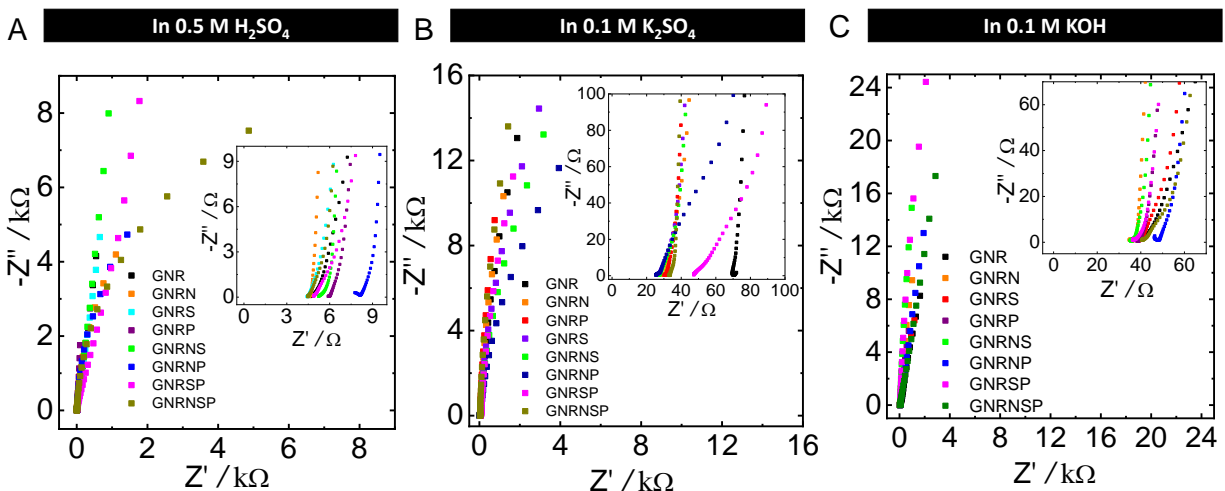 A
In 0.5 M H₂SO₄
8
6
4
2
0
-Z'' / kΩ
0
2
4
6
8
Z' / kΩ
GNR
GNRN
GNRS
GNRP
GNRNS
GNRNP
GNRSP
GNRNSP
9
6
3
0
-Z'' / Ω
0
3
6
9
Z' / Ω
B
In 0.1 M K₂SO₄
16
12
8
4
0
-Z'' / kΩ
0
4
8
12
16
Z' / kΩ
GNR
GNRN
GNRP
GNRS
GNRNS
GNRNP
GNRSP
GNRNSP
100
80
60
40
20
0
-Z'' / Ω
0
20
40
60
80
100
Z' / Ω
C
In 0.1 M KOH
24
20
16
12
8
4
0
-Z'' / kΩ
0
4
8
12
16
20
24
Z' / kΩ
GNR
GNRN
GNRS
GNRP
GNRNS
GNRNP
GNRSP
GNRNSP
60
40
20
0
-Z'' / Ω
0
20
40
60
Z' / Ω